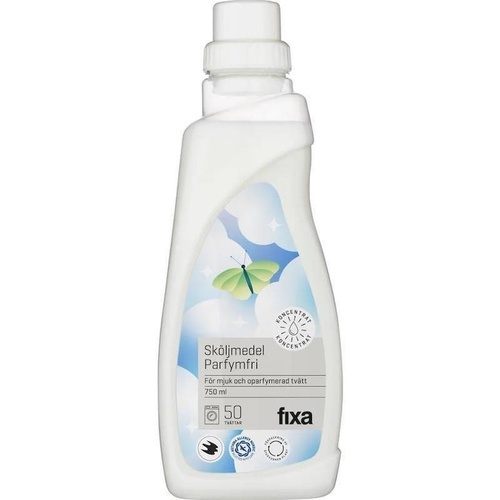 KONCENTRAT
KONCENTRAT
Sköljmedel
Parfymfri
För mjuk och oparfymerad tvätt
750 ml
50
TVÄTTAR
fixa